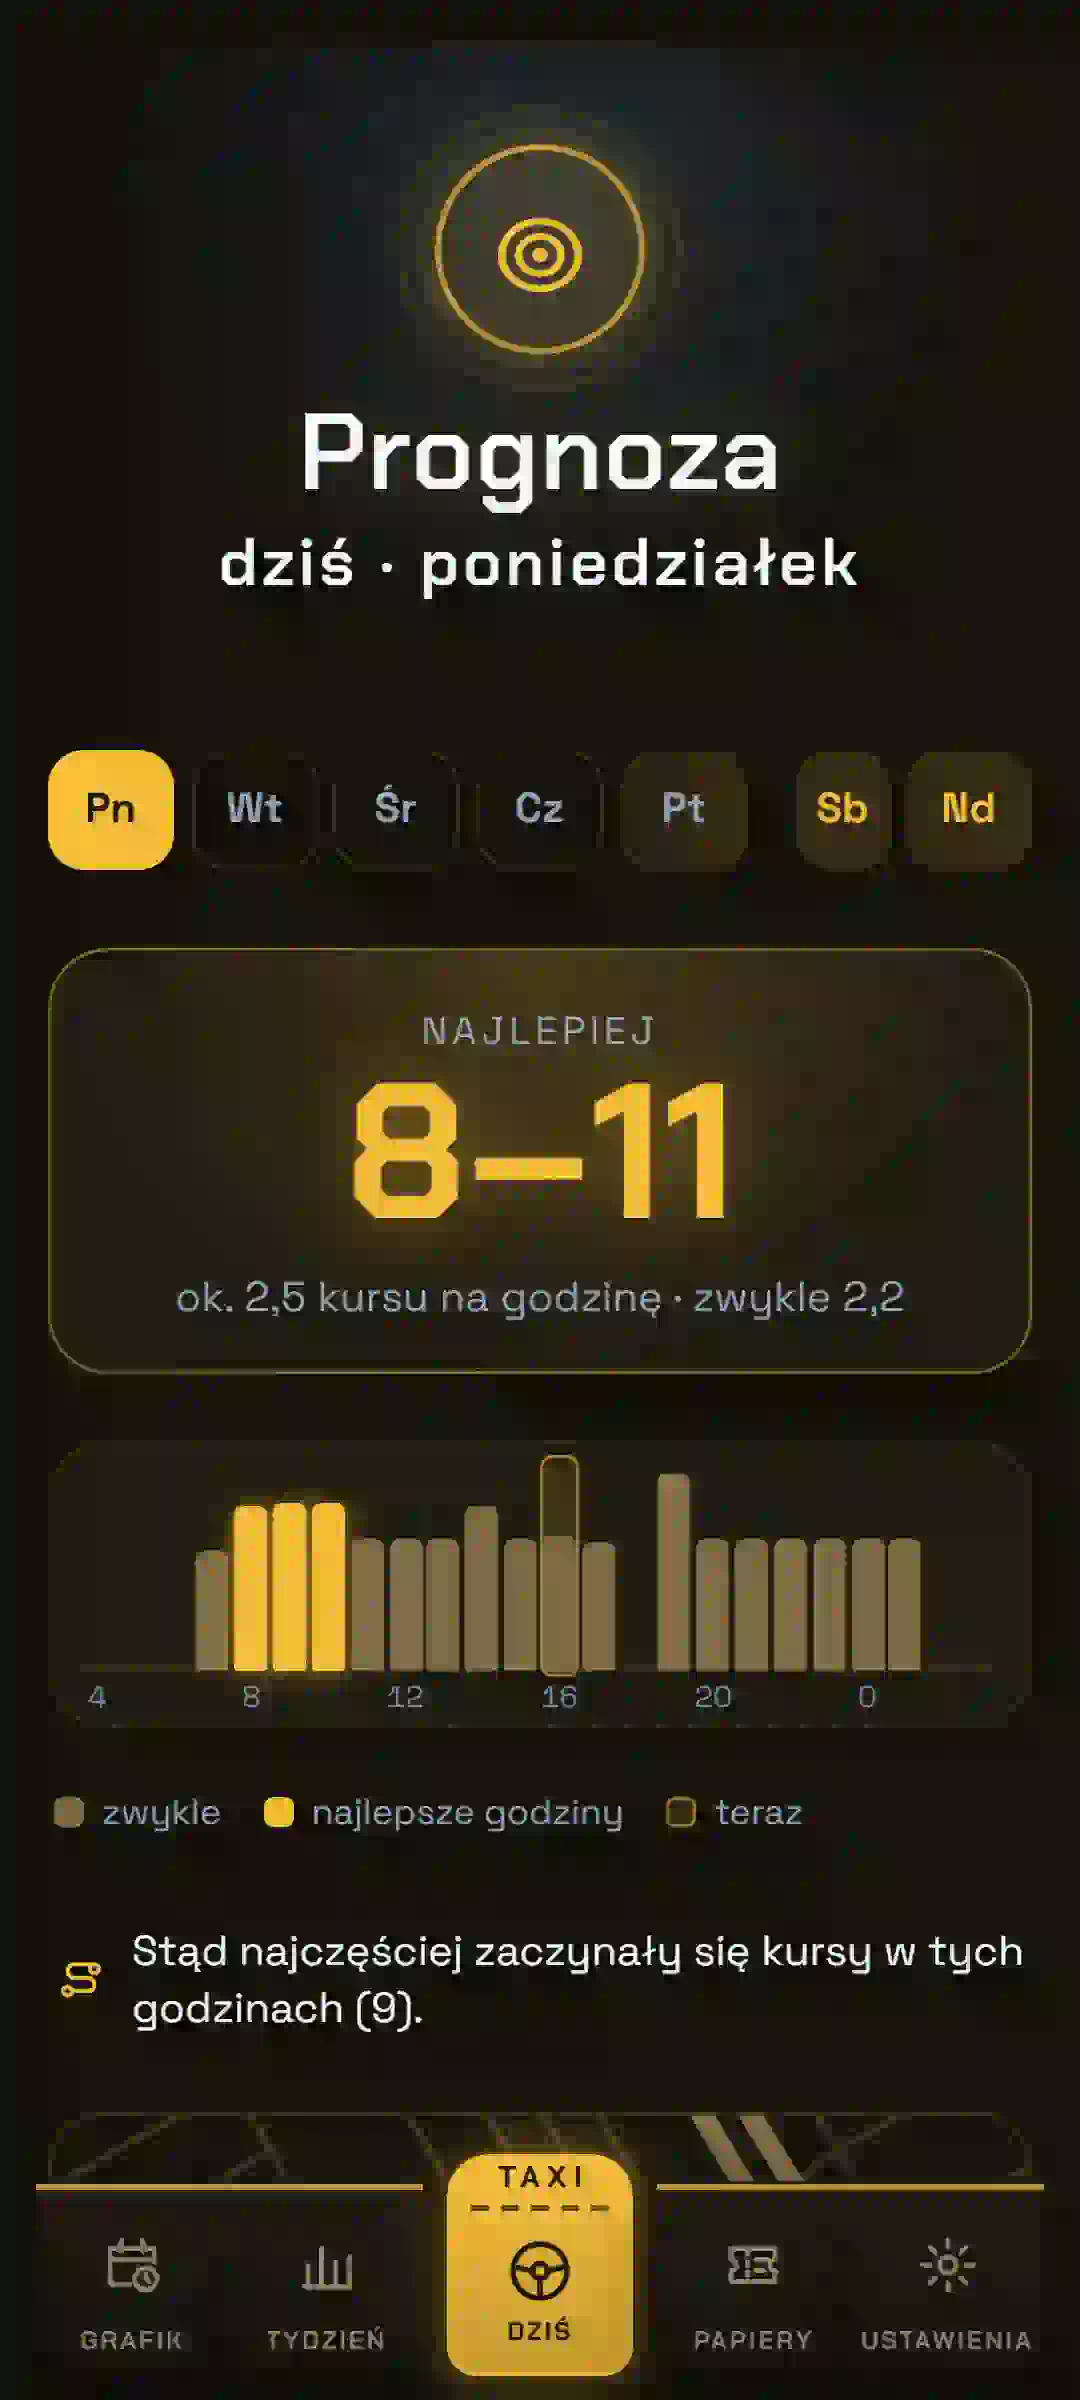 Prognoza
dziś · poniedziałek
Pn Wt Śr Cz Pt Sb Nd
NAJLEPIEJ
8–11
ok. 2,5 kursu na godzinę · zwykle 2,2
4 8 12 16 20 0
zwykle najlepsze godziny teraz
Stąd najczęściej zaczynały się kursy w tych
godzinach (9).
TAXI
GRAFIK TYDZIEŃ DZIŚ PAPIERY USTAWIENIA